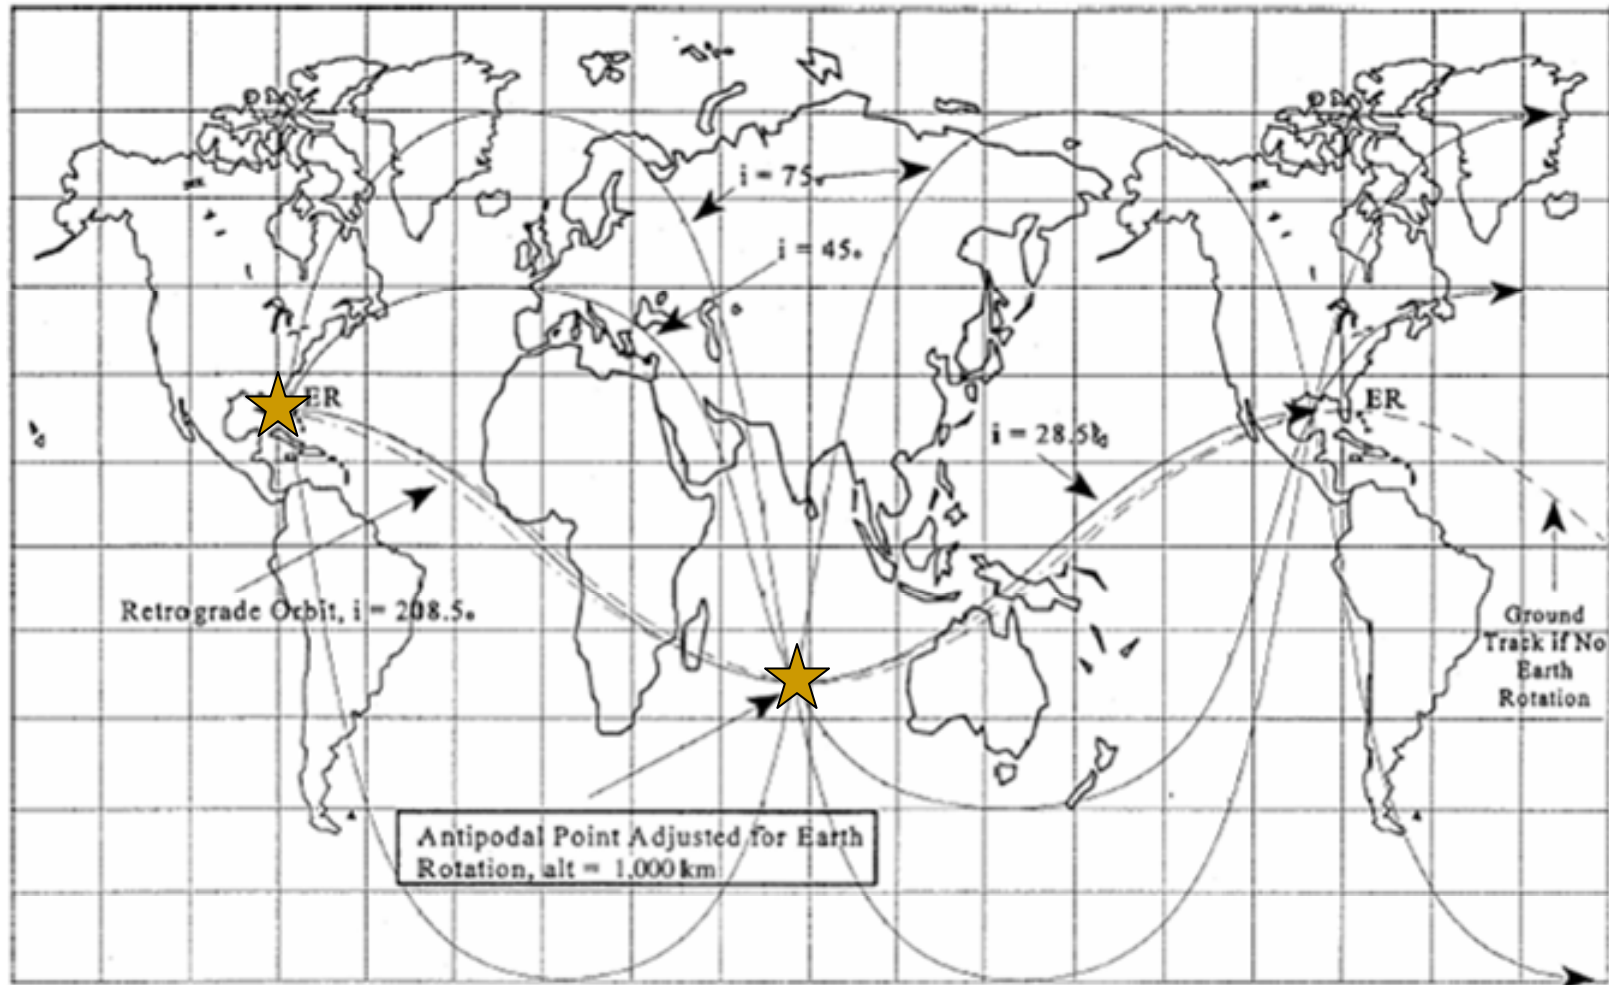 i = 75°
i = 45°
ER
ER
i = 28.5°
Retrograde Orbit, i = 208.5°
Ground
Track if No
Earth
Rotation
Antipodal Point Adjusted for Earth
Rotation, alt = 1,000 km